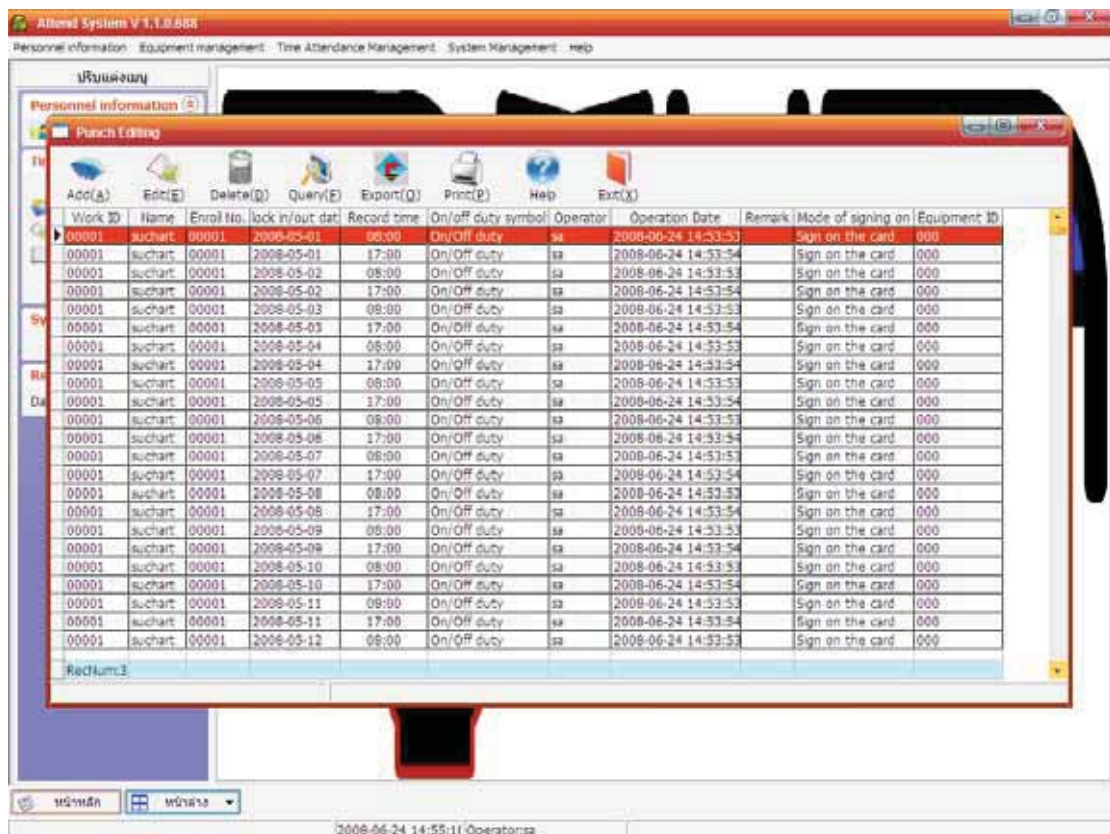 Attend System V 1.1.0.688
Personnel information Equipment management Time Attendance Management System Management Help
ปรับแต่งเมนู
Personnel information
Punch Editing
Add(A) Edit(E) Delete(D) Query(F) Export(O) Print(P) Help Exit(X)
Work ID Name Enrol No. lock in/out dat Record time On/off duty symbol Operator Operation Date Remark Mode of signing on Equipment ID
00001 suchart 00001 2008-05-01 08:00 On/Off duty sa 2008-06-24 14:53:53 Sign on the card 000
00001 suchart 00001 2008-05-01 17:00 On/Off duty sa 2008-06-24 14:53:54 Sign on the card 000
00001 suchart 00001 2008-05-02 08:00 On/Off duty sa 2008-06-24 14:53:53 Sign on the card 000
00001 suchart 00001 2008-05-02 17:00 On/Off duty sa 2008-06-24 14:53:54 Sign on the card 000
00001 suchart 00001 2008-05-03 08:00 On/Off duty sa 2008-06-24 14:53:53 Sign on the card 000
00001 suchart 00001 2008-05-03 17:00 On/Off duty sa 2008-06-24 14:53:54 Sign on the card 000
00001 suchart 00001 2008-05-04 08:00 On/Off duty sa 2008-06-24 14:53:53 Sign on the card 000
00001 suchart 00001 2008-05-04 17:00 On/Off duty sa 2008-06-24 14:53:54 Sign on the card 000
00001 suchart 00001 2008-05-05 08:00 On/Off duty sa 2008-06-24 14:53:53 Sign on the card 000
00001 suchart 00001 2008-05-05 17:00 On/Off duty sa 2008-06-24 14:53:54 Sign on the card 000
00001 suchart 00001 2008-05-06 08:00 On/Off duty sa 2008-06-24 14:53:53 Sign on the card 000
00001 suchart 00001 2008-05-06 17:00 On/Off duty sa 2008-06-24 14:53:54 Sign on the card 000
00001 suchart 00001 2008-05-07 08:00 On/Off duty sa 2008-06-24 14:53:53 Sign on the card 000
00001 suchart 00001 2008-05-07 17:00 On/Off duty sa 2008-06-24 14:53:54 Sign on the card 000
00001 suchart 00001 2008-05-08 08:00 On/Off duty sa 2008-06-24 14:53:53 Sign on the card 000
00001 suchart 00001 2008-05-08 17:00 On/Off duty sa 2008-06-24 14:53:54 Sign on the card 000
00001 suchart 00001 2008-05-09 08:00 On/Off duty sa 2008-06-24 14:53:53 Sign on the card 000
00001 suchart 00001 2008-05-09 17:00 On/Off duty sa 2008-06-24 14:53:54 Sign on the card 000
00001 suchart 00001 2008-05-10 08:00 On/Off duty sa 2008-06-24 14:53:53 Sign on the card 000
00001 suchart 00001 2008-05-10 17:00 On/Off duty sa 2008-06-24 14:53:54 Sign on the card 000
00001 suchart 00001 2008-05-11 08:00 On/Off duty sa 2008-06-24 14:53:53 Sign on the card 000
00001 suchart 00001 2008-05-11 17:00 On/Off duty sa 2008-06-24 14:53:54 Sign on the card 000
00001 suchart 00001 2008-05-12 08:00 On/Off duty sa 2008-06-24 14:53:53 Sign on the card 000
RecNum:3
หน้าหลัก หน้าต่าง
2008-06-24 14:55:1 Operator:sa